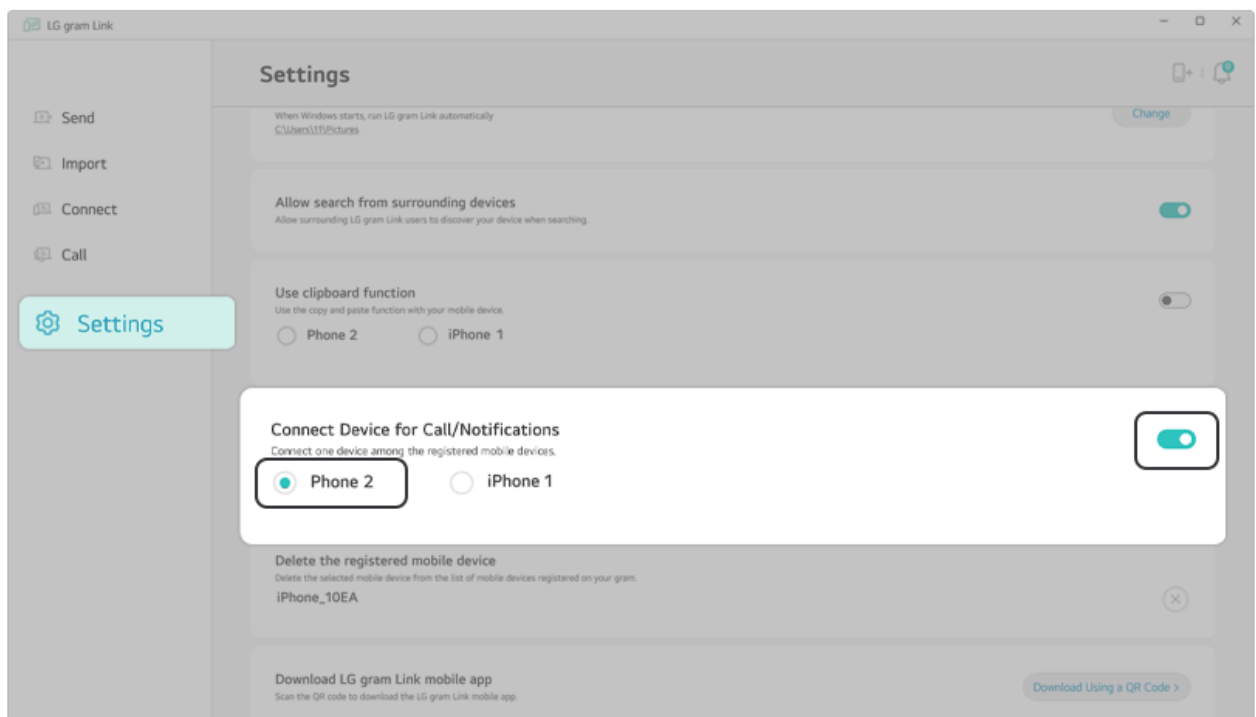 LG gram Link
Settings
0
Send
Import
Connect
Call
Settings
When Windows starts, run LG gram Link automatically
C:\Users\11\Pictures
Change
Allow search from surrounding devices
Allow surrounding LG gram Link users to discover your device when searching.
Use clipboard function
Use the copy and paste function with your mobile device.
Phone 2 iPhone 1
Connect Device for Call/Notifications
Connect one device among the registered mobile devices.
Phone 2 iPhone 1
Delete the registered mobile device
Delete the selected mobile device from the list of mobile devices registered on your gram.
iPhone_10EA
Download LG gram Link mobile app
Scan the QR code to download the LG gram Link mobile app.
Download Using a QR Code >